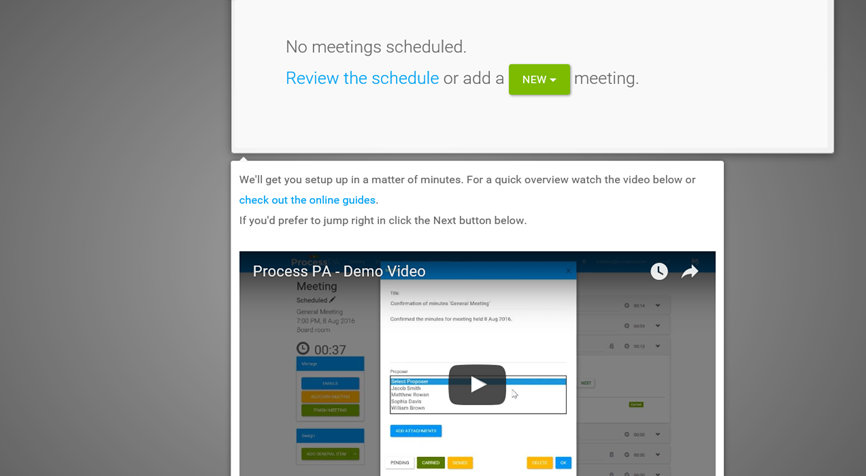 No meetings scheduled.
Review the schedule or add a NEW meeting.
We'll get you setup up in a matter of minutes. For a quick overview watch the video below or
check out the online guides.
If you'd prefer to jump right in click the Next button below.
Process PA - Demo Video
Process
Meeting
Scheduled
General Meeting
7:00 PM, 8 Aug 2016
Board room
00:37
Title
Confirmation of minutes 'General Meeting'
Confirmed the minutes for meeting held 8 Aug 2016.
Proposer
Select Proposer
Jacob Smith
Matthew Rowan
Sophia Davis
William Brown
ADD ATTACHMENTS
PENDING
CARRIED
DELETE
OK
NEXT